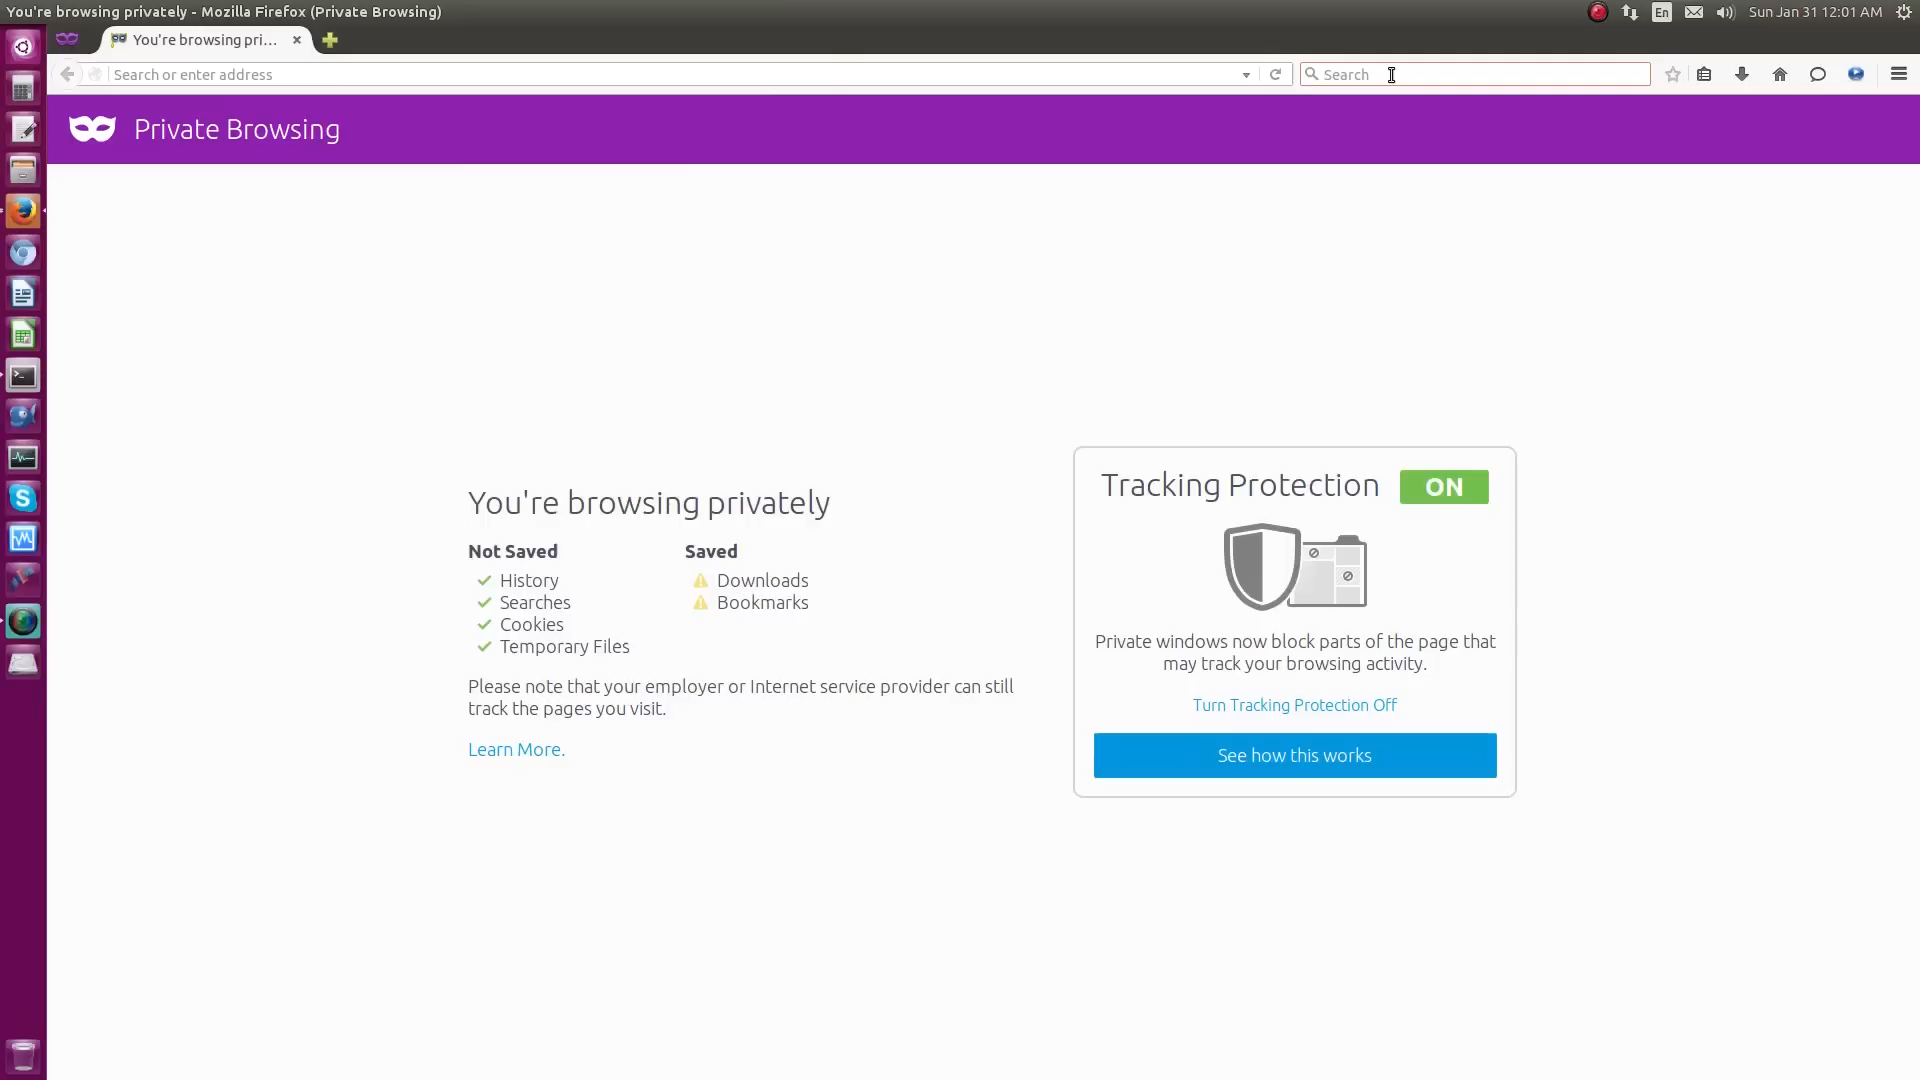 You're browsing privately - Mozilla Firefox (Private Browsing)
En
Sun Jan 31 12:01 AM
You're browsing pri...
Search or enter address
Search
Private Browsing
You're browsing privately
Not Saved
Saved
History
Downloads
Searches
Bookmarks
Cookies
Temporary Files
Please note that your employer or Internet service provider can still
track the pages you visit.
Learn More.
Tracking Protection
ON
Private windows now block parts of the page that
may track your browsing activity.
Turn Tracking Protection Off
See how this works